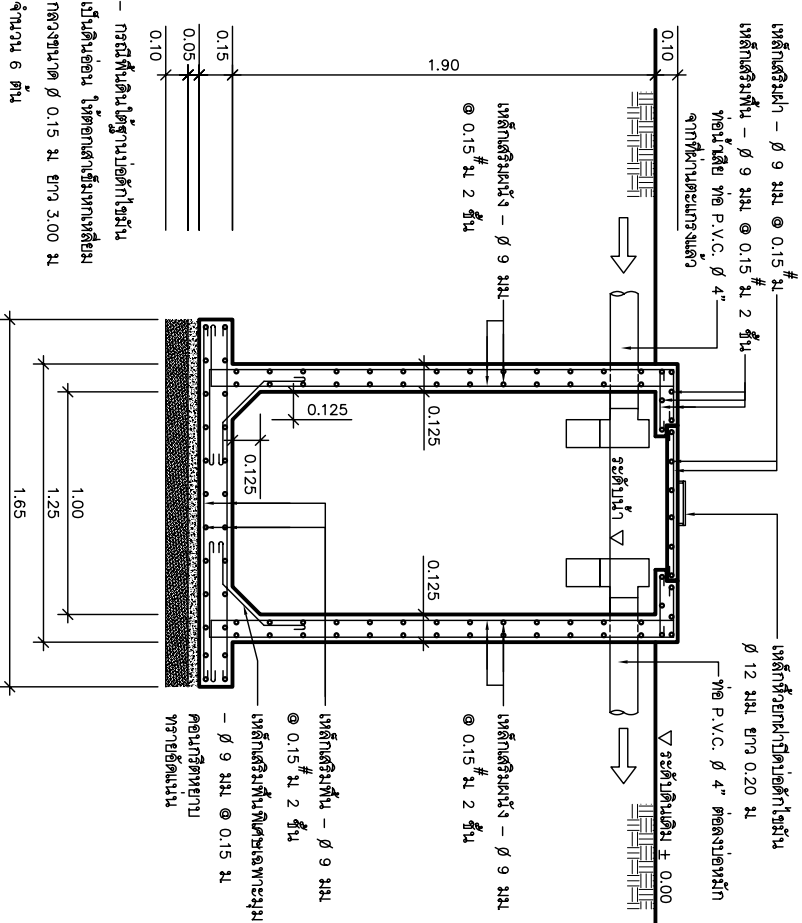 เหล็กเสริมฝา - ø 9 มม @ 0.15 # ม
เหล็กเสริมพื้น - ø 9 มม @ 0.15 # ม 2 ชั้น
ท่อน้ำเสีย ท่อ P.V.C. ø 4"
จากที่ผ่านตะแกรงแล้ว
เหล็กหิ้วยกฝาปิดบ่อดักไขมัน
ø 12 มม ยาว 0.20 ม
ท่อ P.V.C. ø 4" ต่อลงบ่อหมัก
▽ ระดับดินเดิม ± 0.00
0.10
1.90
0.15
0.05
0.10
เหล็กเสริมผนัง - ø 9 มม
@ 0.15 # ม 2 ชั้น
ระดับน้ำ ▽
0.125
0.125
0.125
0.125
เหล็กเสริมผนัง - ø 9 มม
@ 0.15 # ม 2 ชั้น
เหล็กเสริมพื้น - ø 9 มม
@ 0.15 # ม 2 ชั้น
เหล็กเสริมพื้นพิเศษเฉพาะมุม
- ø 9 มม @ 0.15 ม
คอนกรีตหยาบ
ทรายอัดแน่น
- กรณีพื้นดินใต้ฐานบ่อดักไขมัน
เป็นดินอ่อน ให้ตอกเสาเข็มหกเหลี่ยม
กลวงขนาด ø 0.15 ม ยาว 3.00 ม
จำนวน 6 ต้น
1.00
1.25
1.65